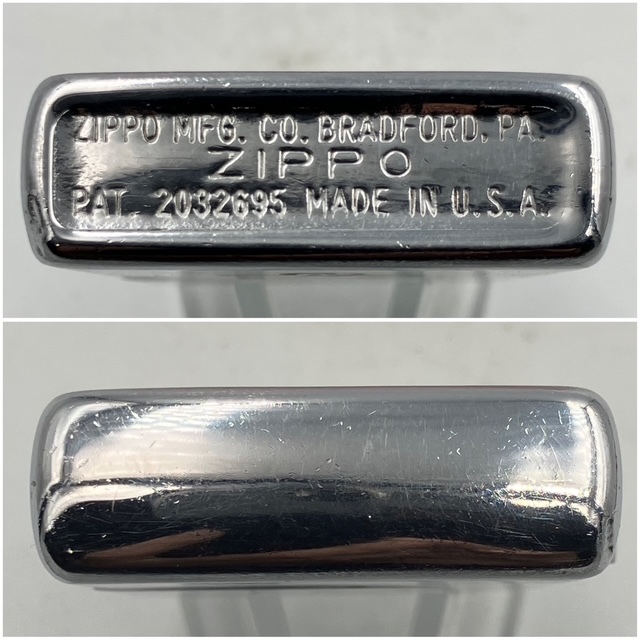 ZIPPO MFG. CO. BRADFORD, PA.
ZIPPO
PAT. 2032695 MADE IN U.S.A.